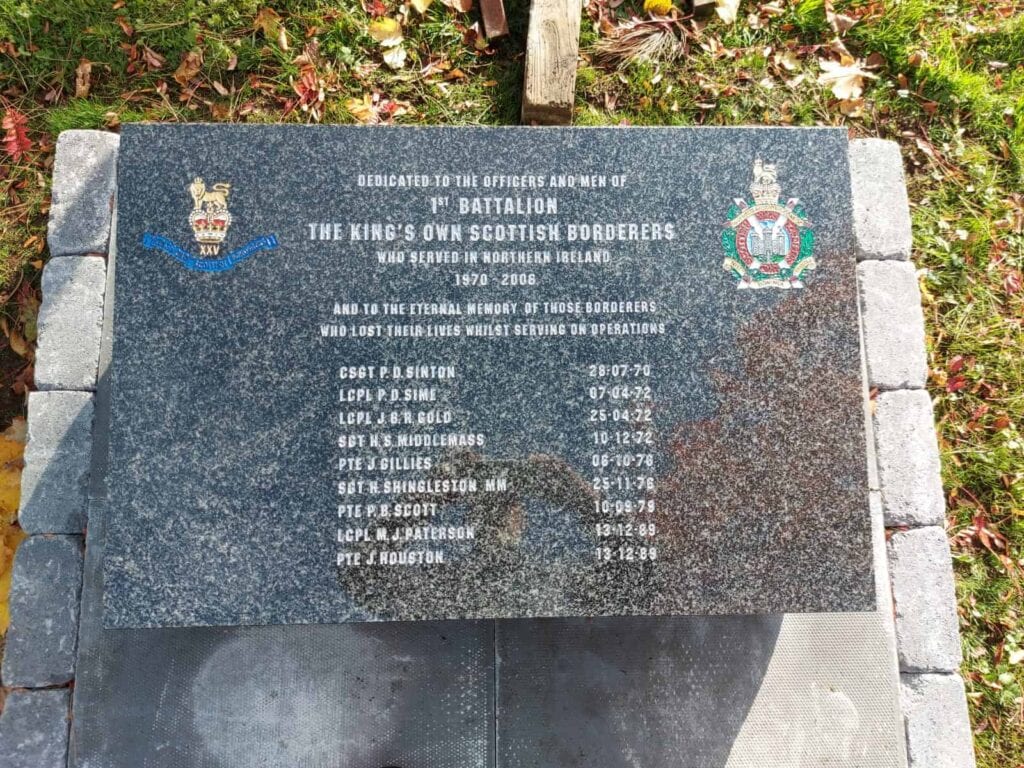 DEDICATED TO THE OFFICERS AND MEN OF
1ST BATTALION
THE KING'S OWN SCOTTISH BORDERERS
WHO SERVED IN NORTHERN IRELAND
1970 - 2006
AND TO THE ETERNAL MEMORY OF THOSE BORDERERS
WHO LOST THEIR LIVES WHILST SERVING ON OPERATIONS
CSGT P.D. SINTON 28·07·70
LCPL P.D. SIME 07·04·72
LCPL J.B.R. GOLD 25·04·72
SGT H.S. MIDDLEMASS 10·12·72
PTE J. GILLIES 06·10·76
SGT H. SHINGLESTON MM 25·11·76
PTE P.B. SCOTT 10·09·79
LCPL M.J. PATERSON 13·12·89
PTE J. HOUSTON 13·12·89
XXV